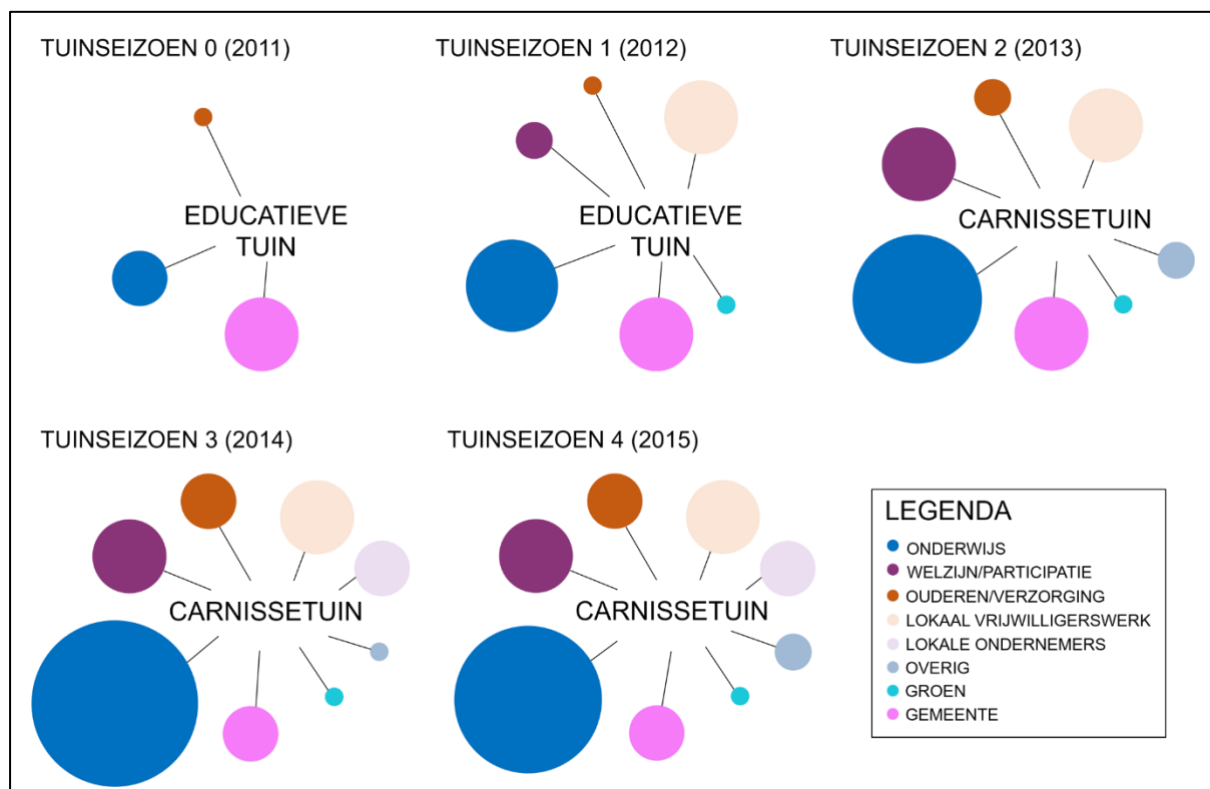 TUINSEIZOEN 0 (2011)
EDUCATIEVE
TUIN
TUINSEIZOEN 1 (2012)
EDUCATIEVE
TUIN
TUINSEIZOEN 2 (2013)
CARNISSETUIN
TUINSEIZOEN 3 (2014)
CARNISSETUIN
TUINSEIZOEN 4 (2015)
CARNISSETUIN
LEGENDA
ONDERWIJS
WELZIJN/PARTICIPATIE
OUDEREN/VERZORGING
LOKAAL VRIJWILLIGERSWERK
LOKALE ONDERNEMERS
OVERIG
GROEN
GEMEENTE